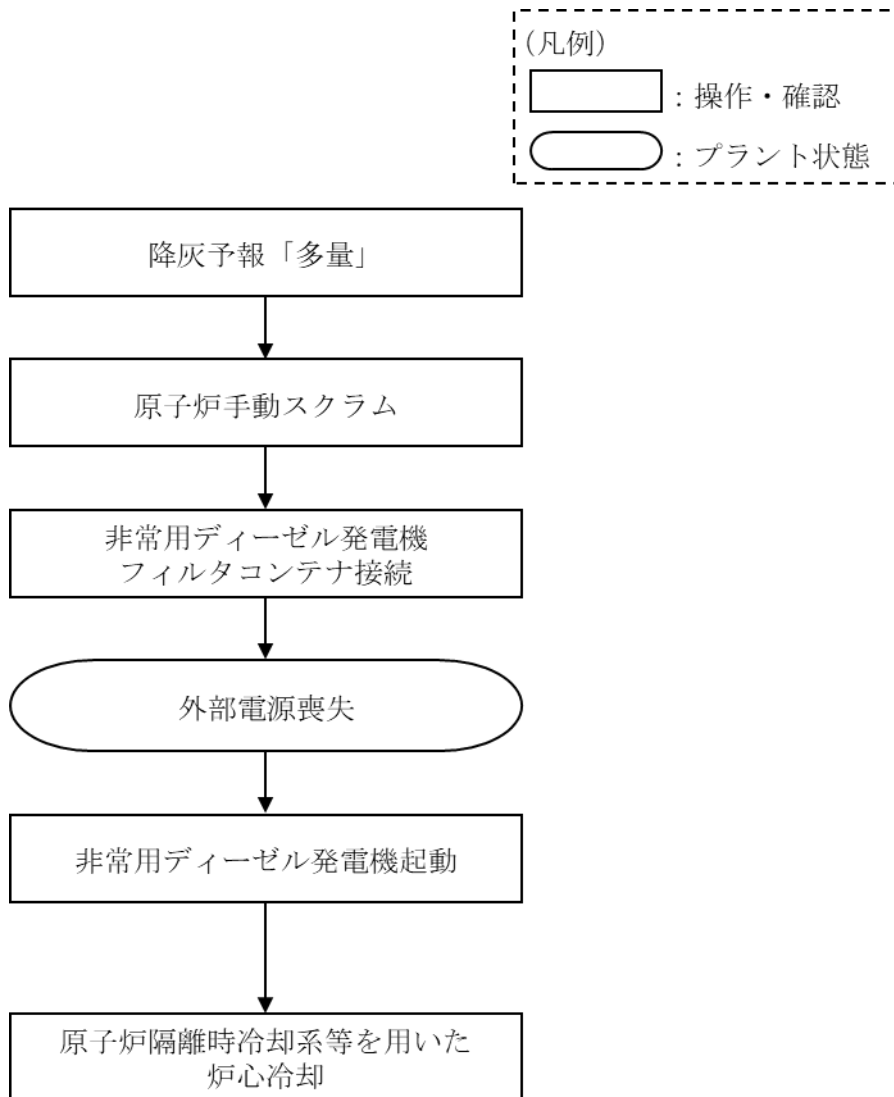 (凡例)
：操作・確認
：プラント状態
降灰予報「多量」
原子炉手動スクラム
非常用ディーゼル発電機
フィルタコンテナ接続
外部電源喪失
非常用ディーゼル発電機起動
原子炉隔離時冷却系等を用いた
炉心冷却